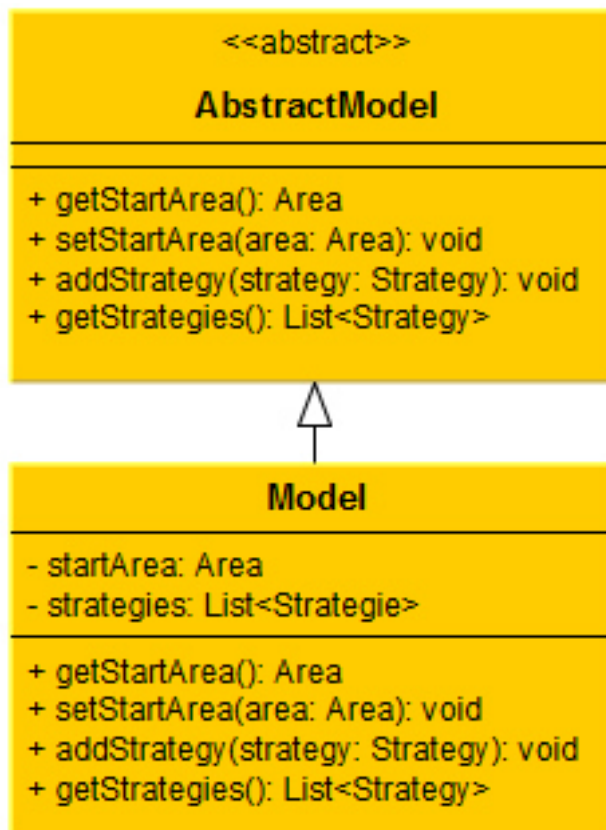 <<abstract>>
AbstractModel
+ getStartArea(): Area
+ setStartArea(area: Area): void
+ addStrategy(strategy: Strategy): void
+ getStrategies(): List<Strategy>
Model
- startArea: Area
- strategies: List<Strategie>
+ getStartArea(): Area
+ setStartArea(area: Area): void
+ addStrategy(strategy: Strategy): void
+ getStrategies(): List<Strategy>